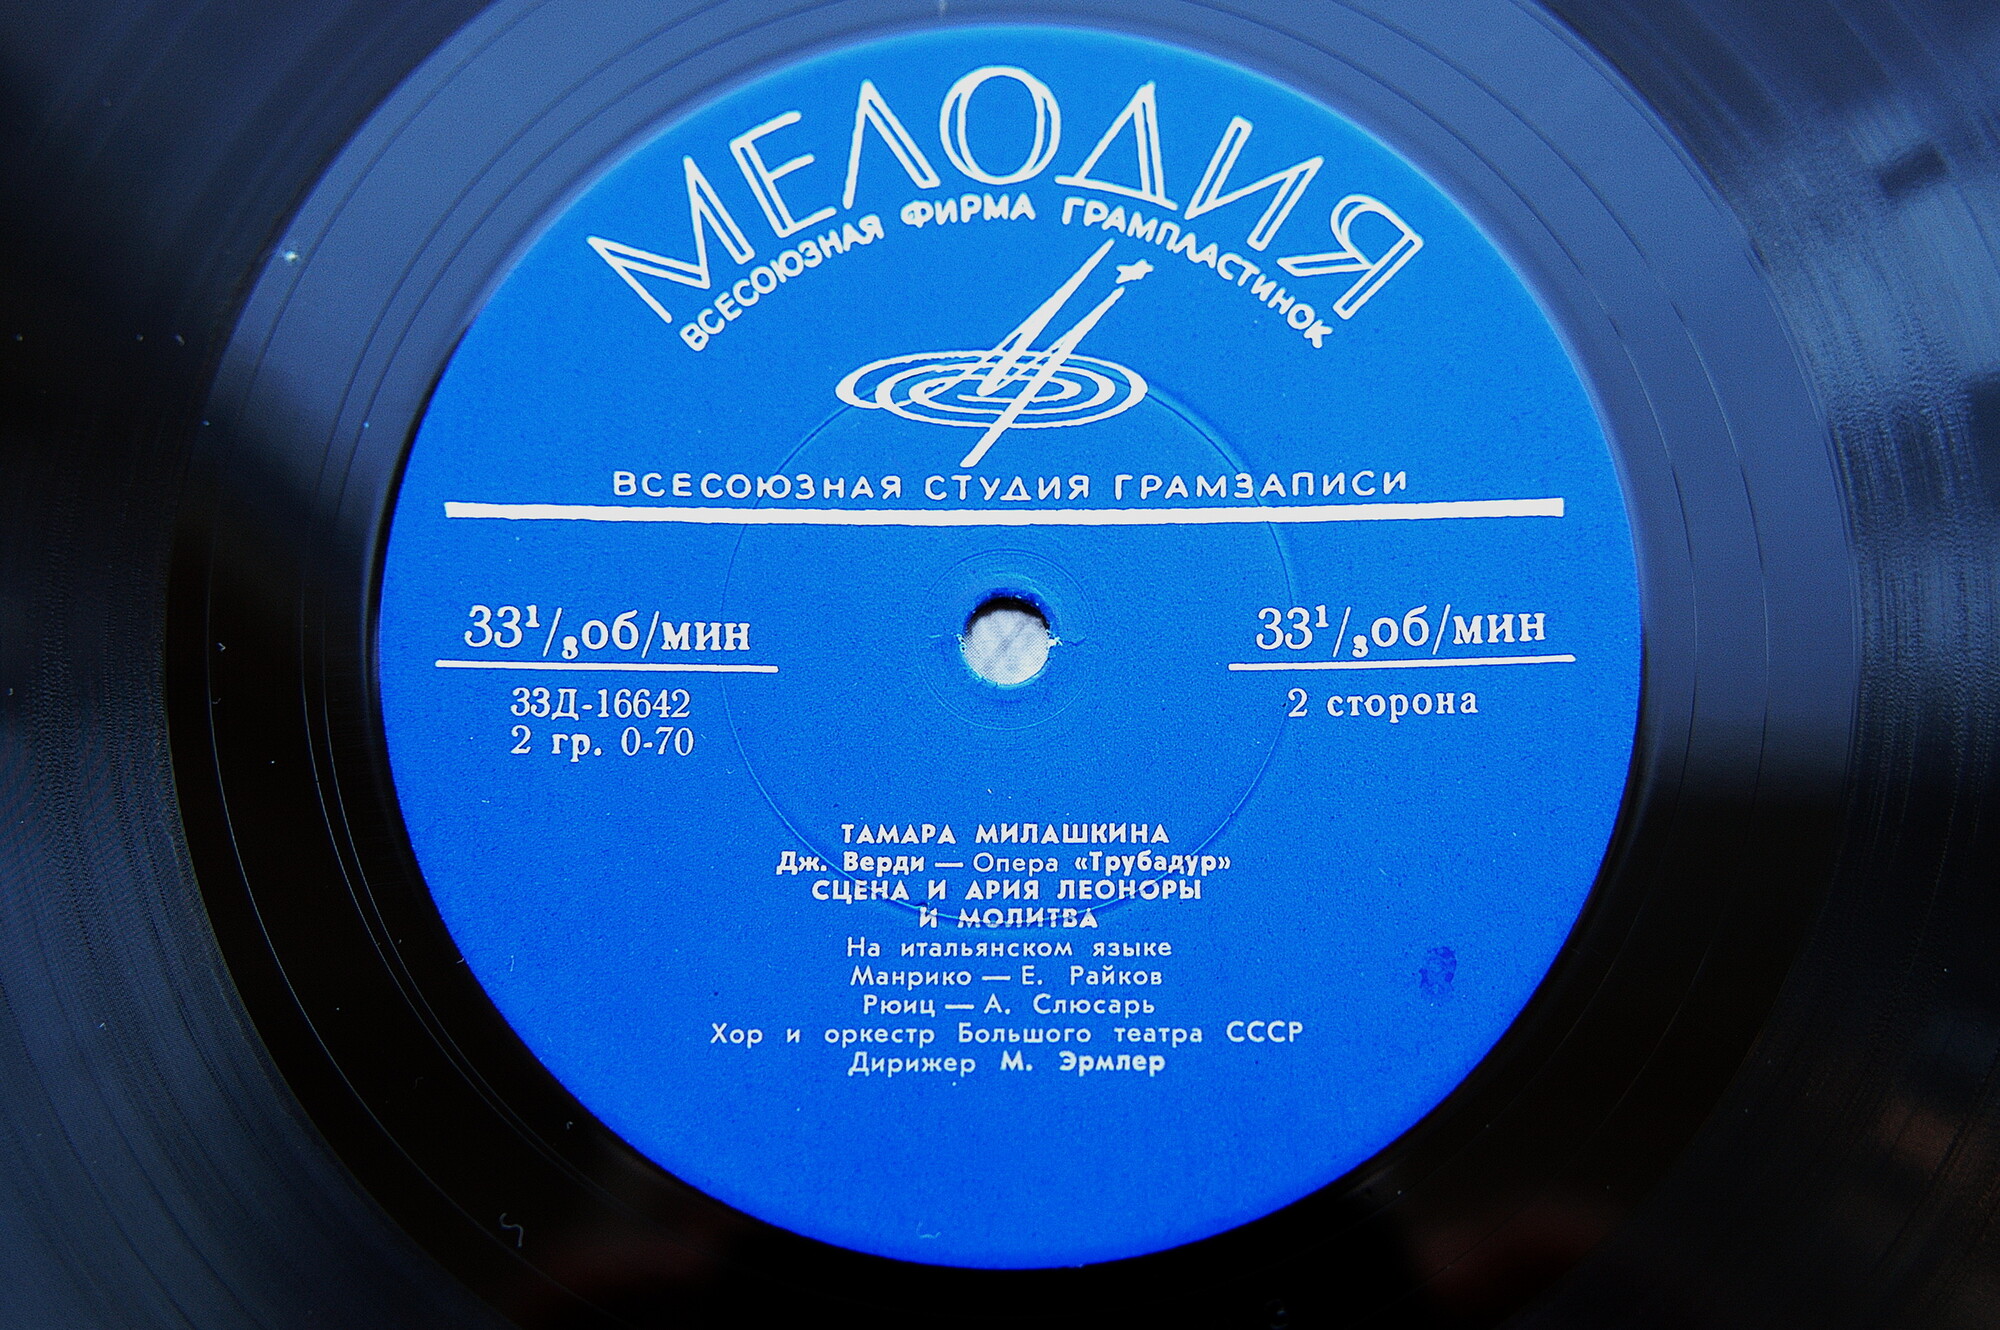 МЕЛОДИЯ
ВСЕСОЮЗНАЯ ФИРМА ГРАМПЛАСТИНОК
ВСЕСОЮЗНАЯ СТУДИЯ ГРАМЗАПИСИ
33¹/₃об/мин
33¹/₃об/мин
33Д-16642
2 гр. 0-70
2 сторона
ТАМАРА МИЛАШКИНА
Дж. Верди — Опера «Трубадур»
СЦЕНА И АРИЯ ЛЕОНОРЫ
И МОЛИТВА
На итальянском языке
Манрико — Е. Райков
Рюиц — А. Слюсарь
Хор и оркестр Большого театра СССР
Дирижер М. Эрмлер